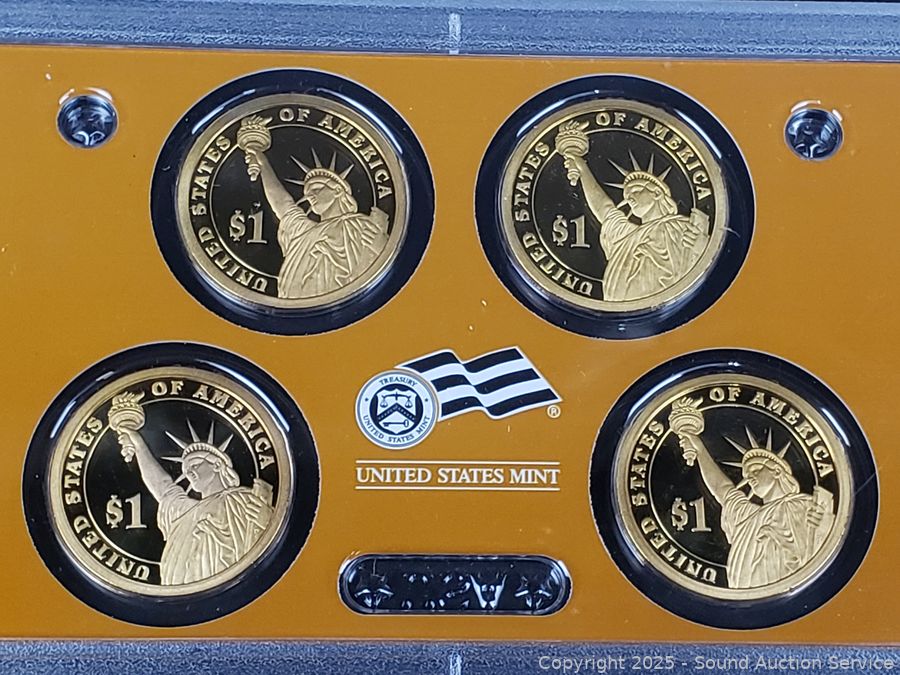 UNITED STATES OF AMERICA
$1
UNITED STATES OF AMERICA
$1
UNITED STATES OF AMERICA
$1
UNITED STATES OF AMERICA
$1
TREASURY
UNITED STATES MINT
®
UNITED STATES MINT
Copyright 2025 - Sound Auction Service